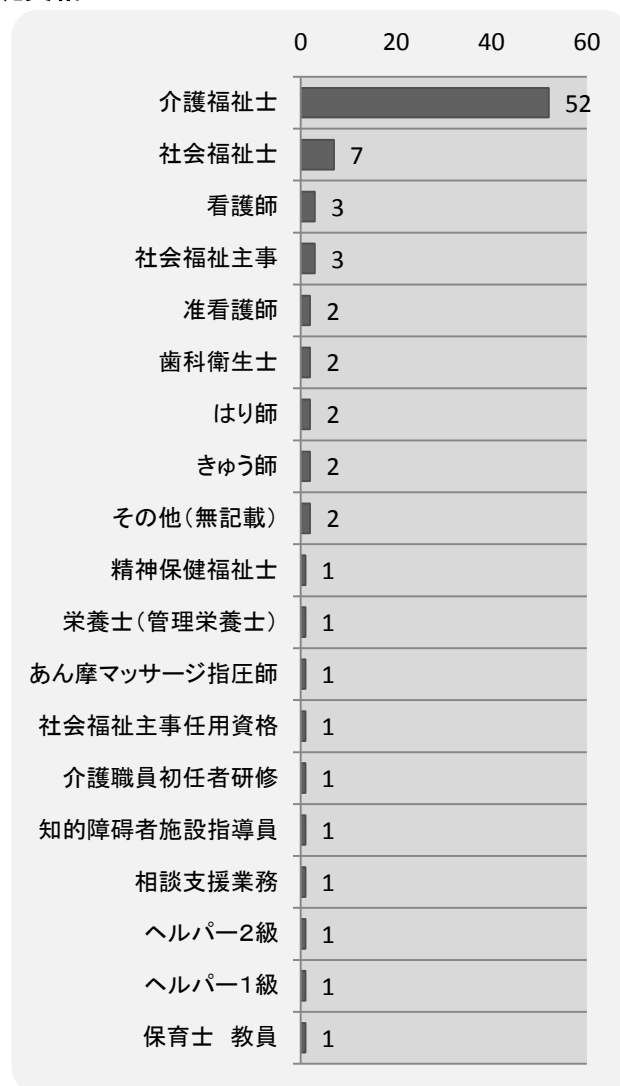 0 20 40 60
介護福祉士 52
社会福祉士 7
看護師 3
社会福祉主事 3
准看護師 2
歯科衛生士 2
はり師 2
きゅう師 2
その他（無記載） 2
精神保健福祉士 1
栄養士（管理栄養士） 1
あん摩マッサージ指圧師 1
社会福祉主事任用資格 1
介護職員初任者研修 1
知的障碍者施設指導員 1
相談支援業務 1
ヘルパー２級 1
ヘルパー１級 1
保育士　教員 1